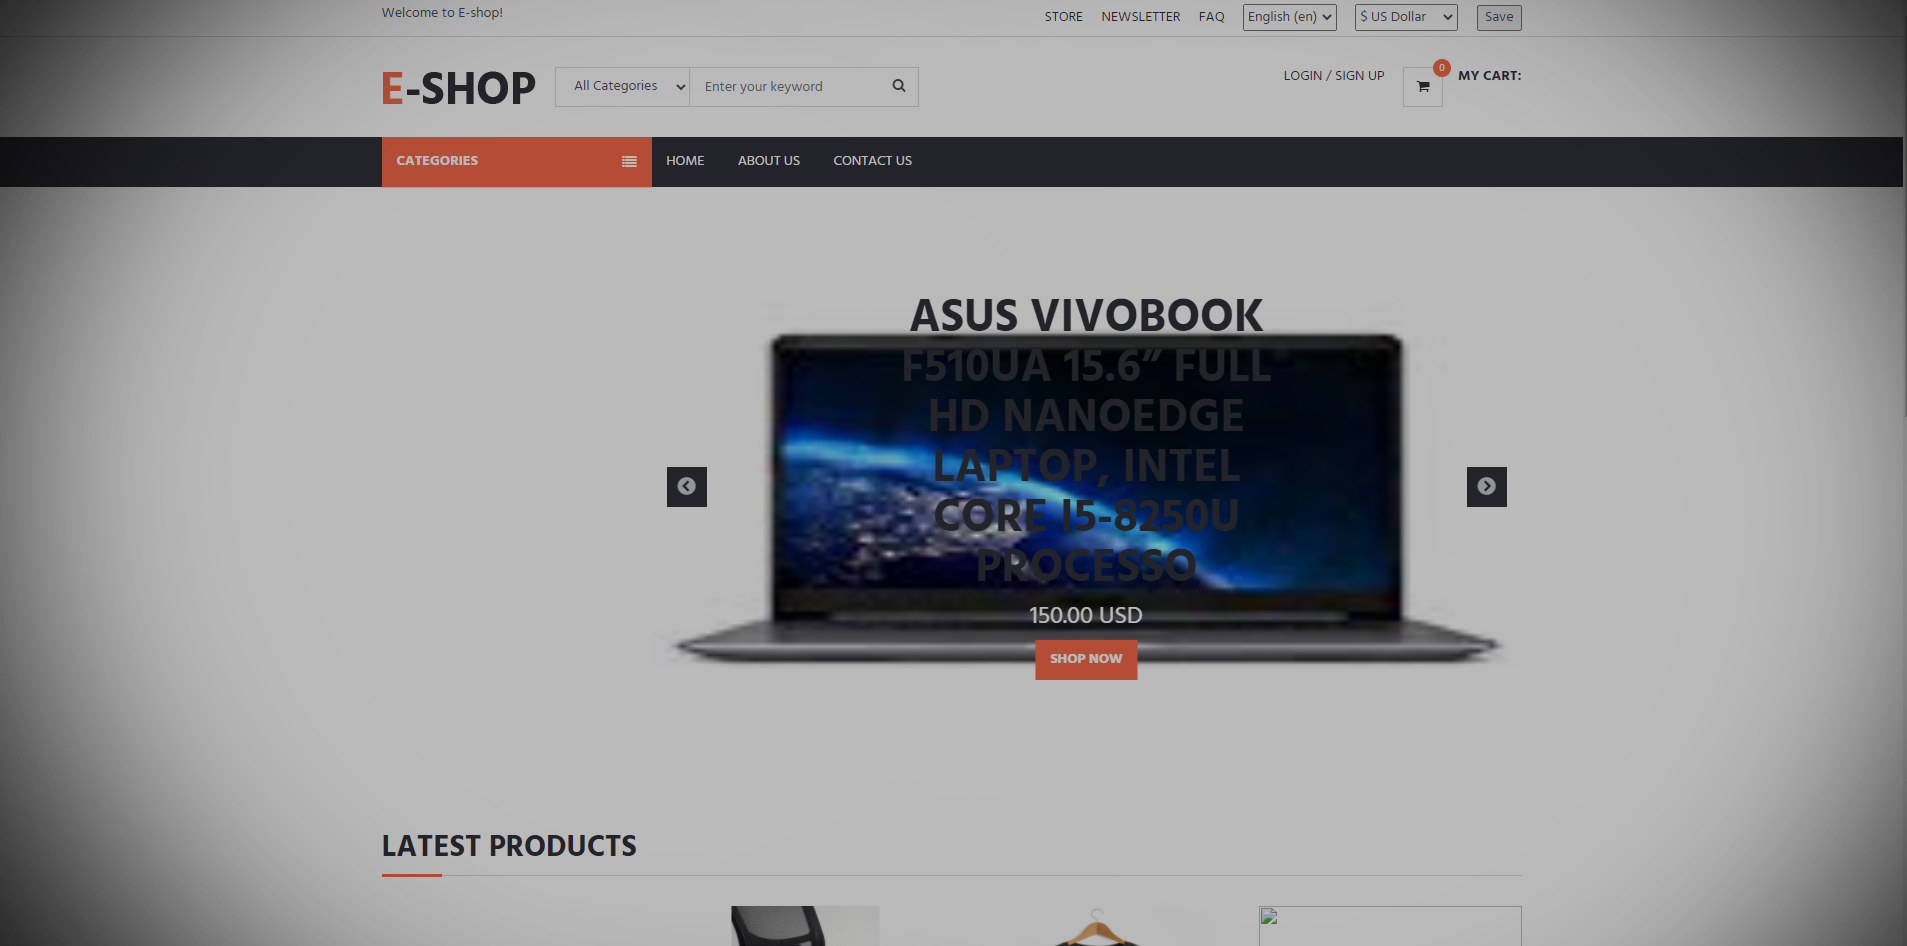 Welcome to E-shop!
STORE NEWSLETTER FAQ English (en) $ US Dollar Save
E-SHOP All Categories Enter your keyword
LOGIN / SIGN UP 0 MY CART:
CATEGORIES HOME ABOUT US CONTACT US
ASUS VIVOBOOK
F510UA 15.6” FULL
HD NANOEDGE
LAPTOP, INTEL
CORE I5-8250U
PROCESSO
150.00 USD
SHOP NOW
LATEST PRODUCTS